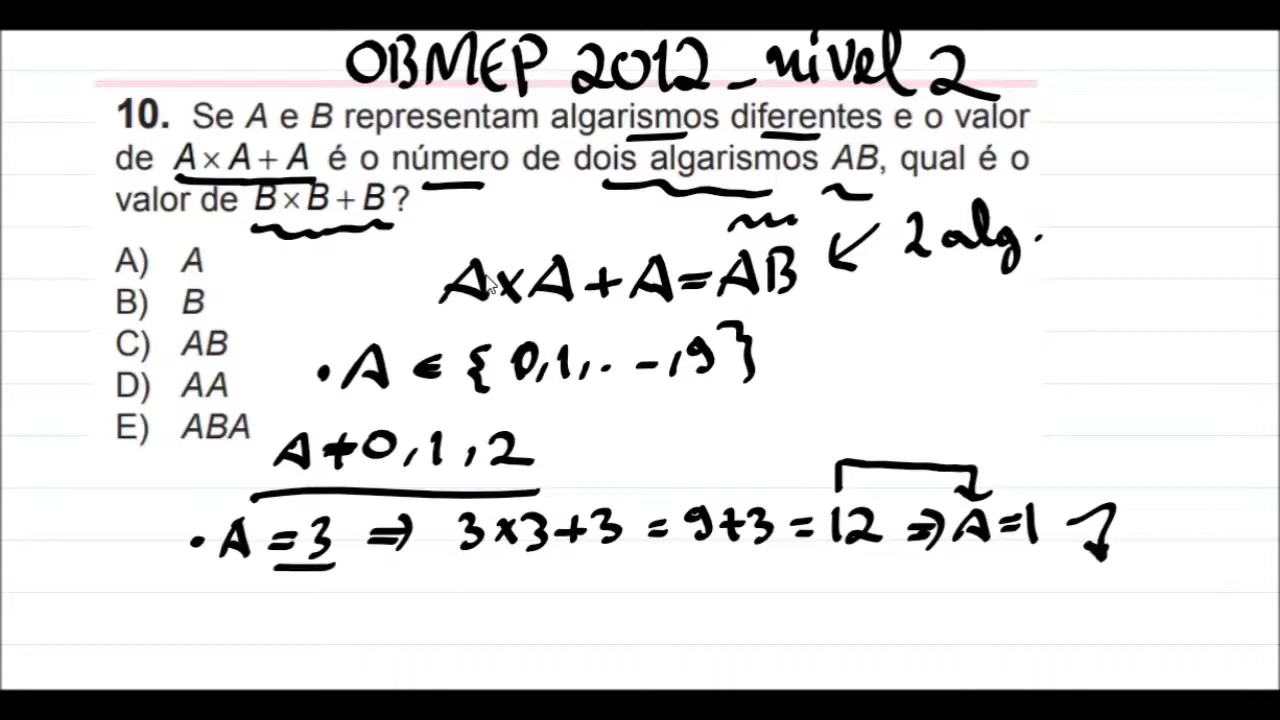 OBMEP 2012 - nível 2
10. Se A e B representam algarismos diferentes e o valor
de A × A + A é o número de dois algarismos AB, qual é o
valor de B × B + B ?
A) A
B) B
C) AB
D) AA
E) ABA
A × A + A = AB ↙ 2 alg.
• A ∈ { 0, 1, . - -, 9 }
A ≠ 0, 1, 2
• A = 3 ⇒ 3 × 3 + 3 = 9 + 3 = 12 ⇒ A = 1